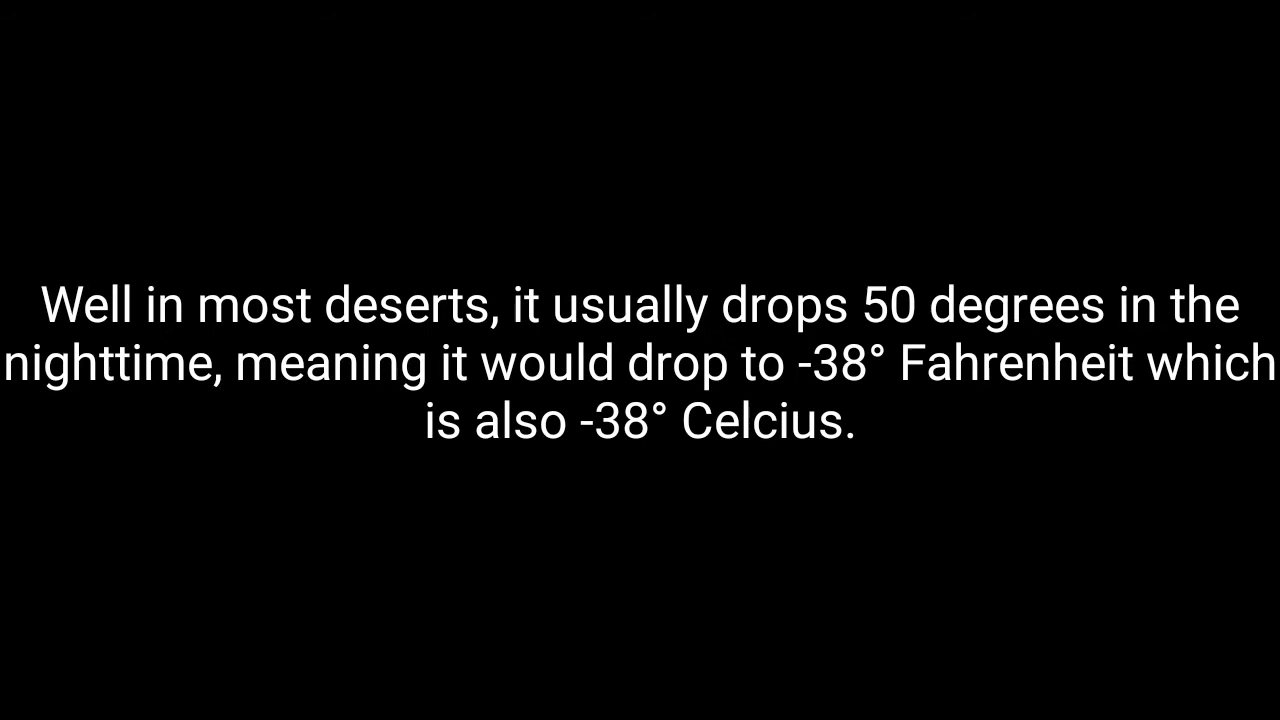 Well in most deserts, it usually drops 50 degrees in the
nighttime, meaning it would drop to -38° Fahrenheit which
is also -38° Celcius.